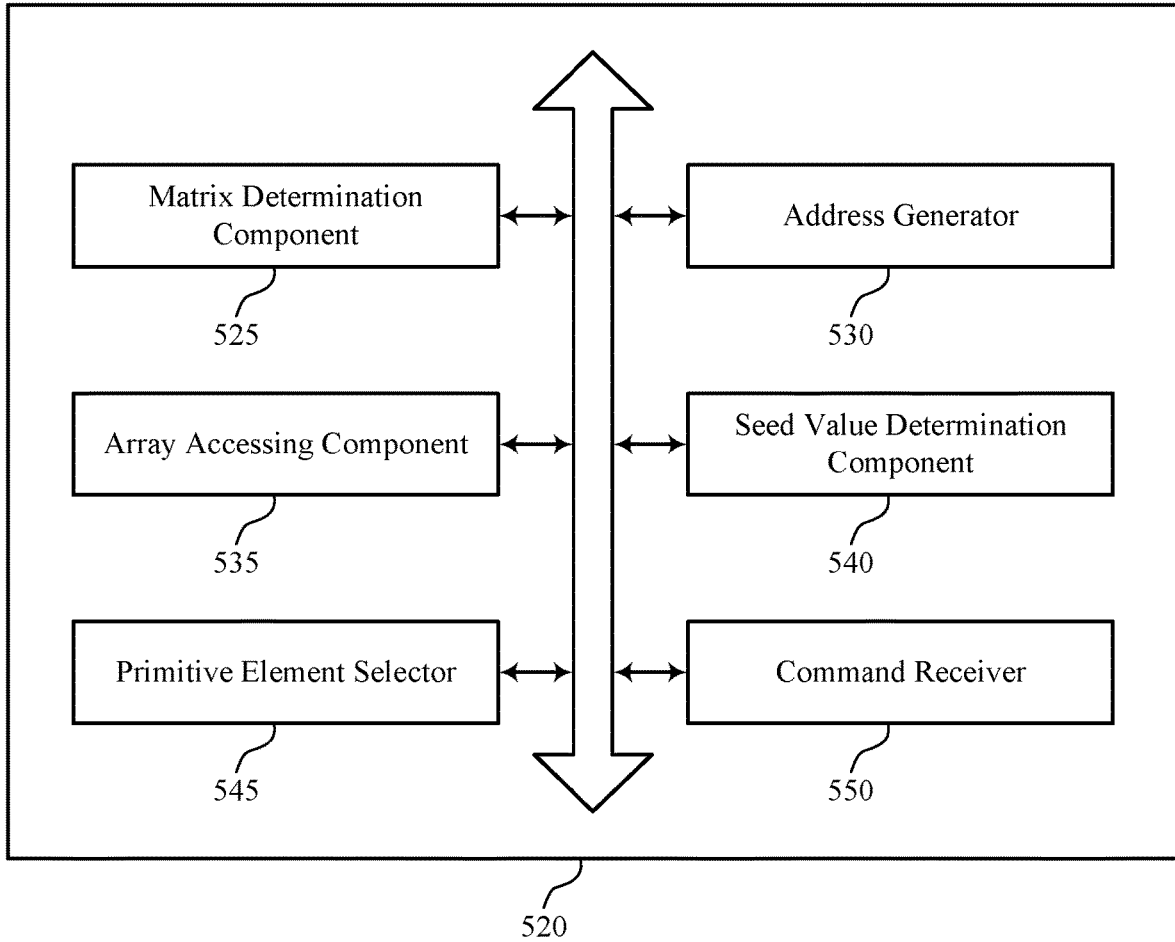 Matrix Determination
Component
525
Address Generator
530
Array Accessing Component
535
Seed Value Determination
Component
540
Primitive Element Selector
545
Command Receiver
550
520